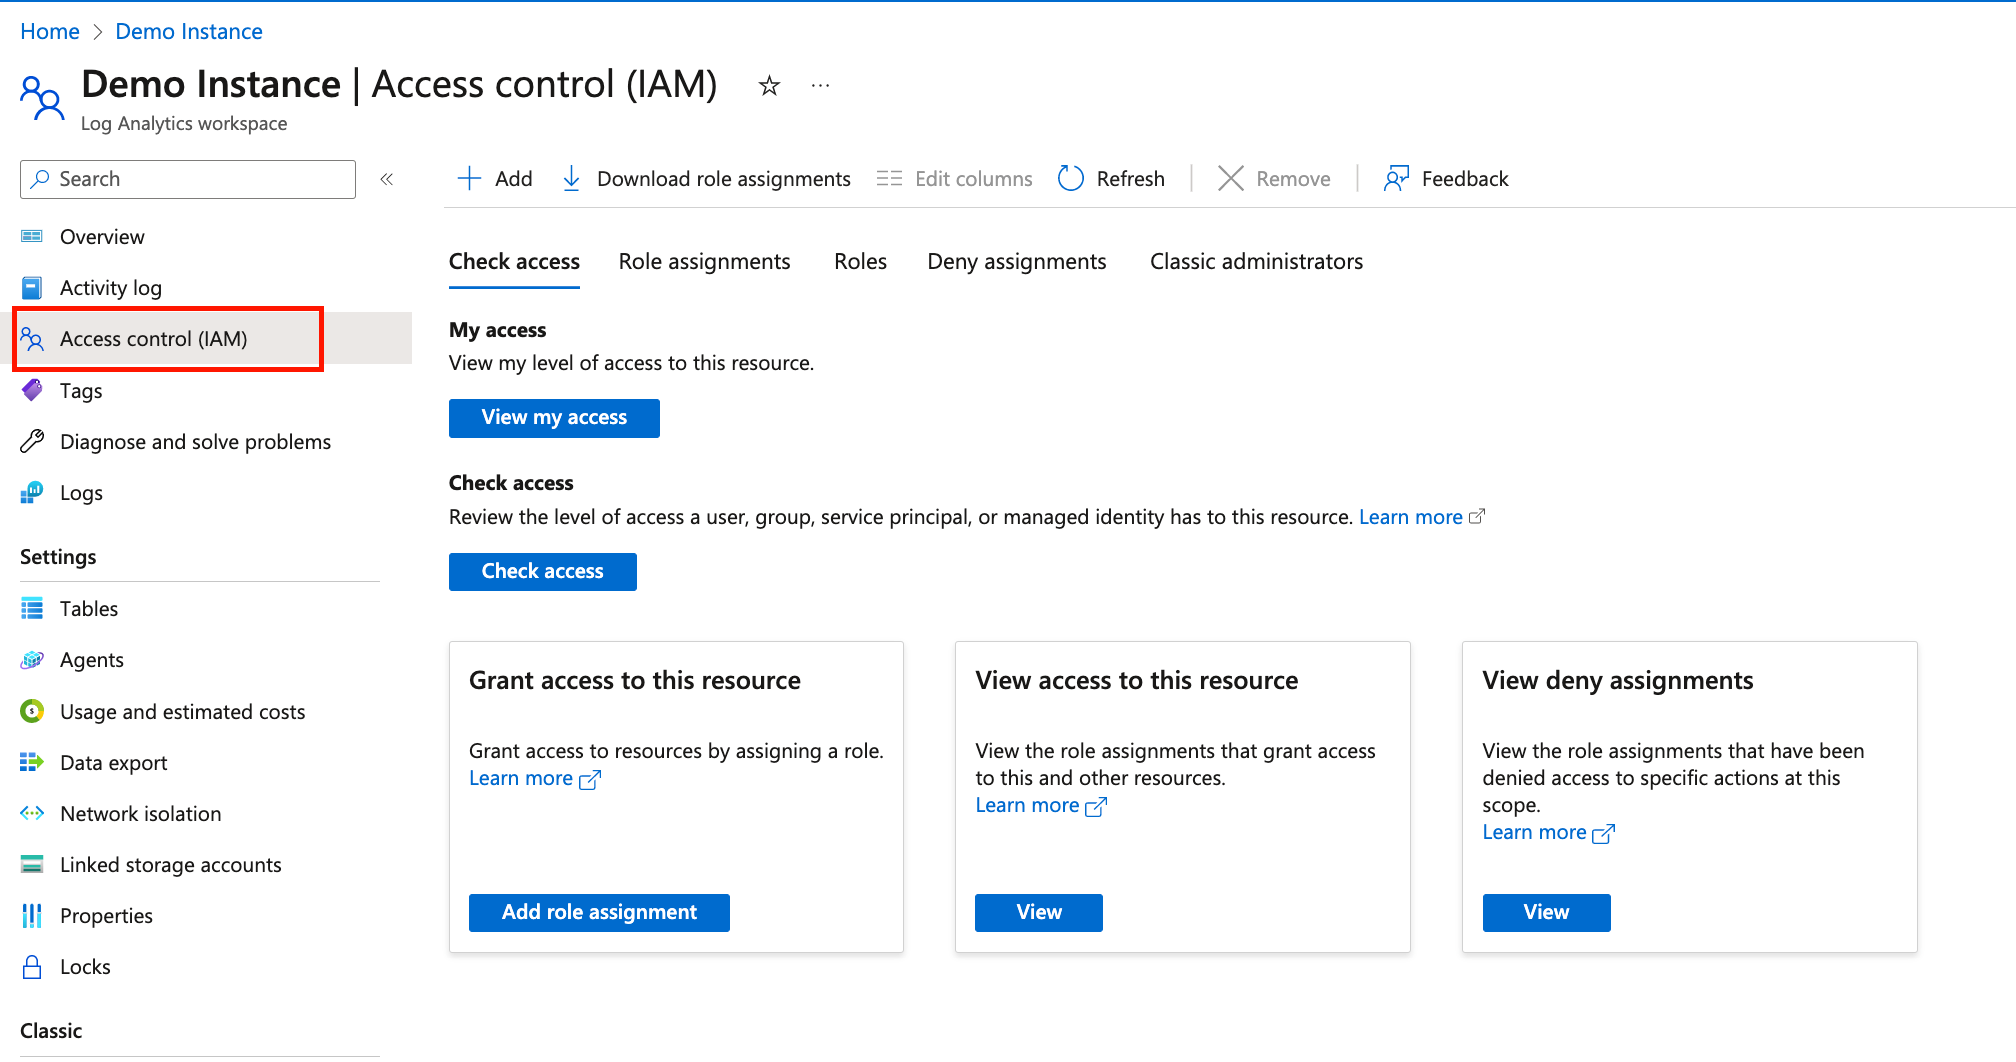 Home > Demo Instance
Demo Instance | Access control (IAM)
Log Analytics workspace
Search
Overview
Activity log
Access control (IAM)
Tags
Diagnose and solve problems
Logs
Settings
Tables
Agents
Usage and estimated costs
Data export
Network isolation
Linked storage accounts
Properties
Locks
Classic
Add Download role assignments Edit columns Refresh Remove Feedback
Check access Role assignments Roles Deny assignments Classic administrators
My access
View my level of access to this resource.
View my access
Check access
Review the level of access a user, group, service principal, or managed identity has to this resource. Learn more
Check access
Grant access to this resource
Grant access to resources by assigning a role.
Learn more
Add role assignment
View access to this resource
View the role assignments that grant access
to this and other resources.
Learn more
View
View deny assignments
View the role assignments that have been
denied access to specific actions at this
scope.
Learn more
View